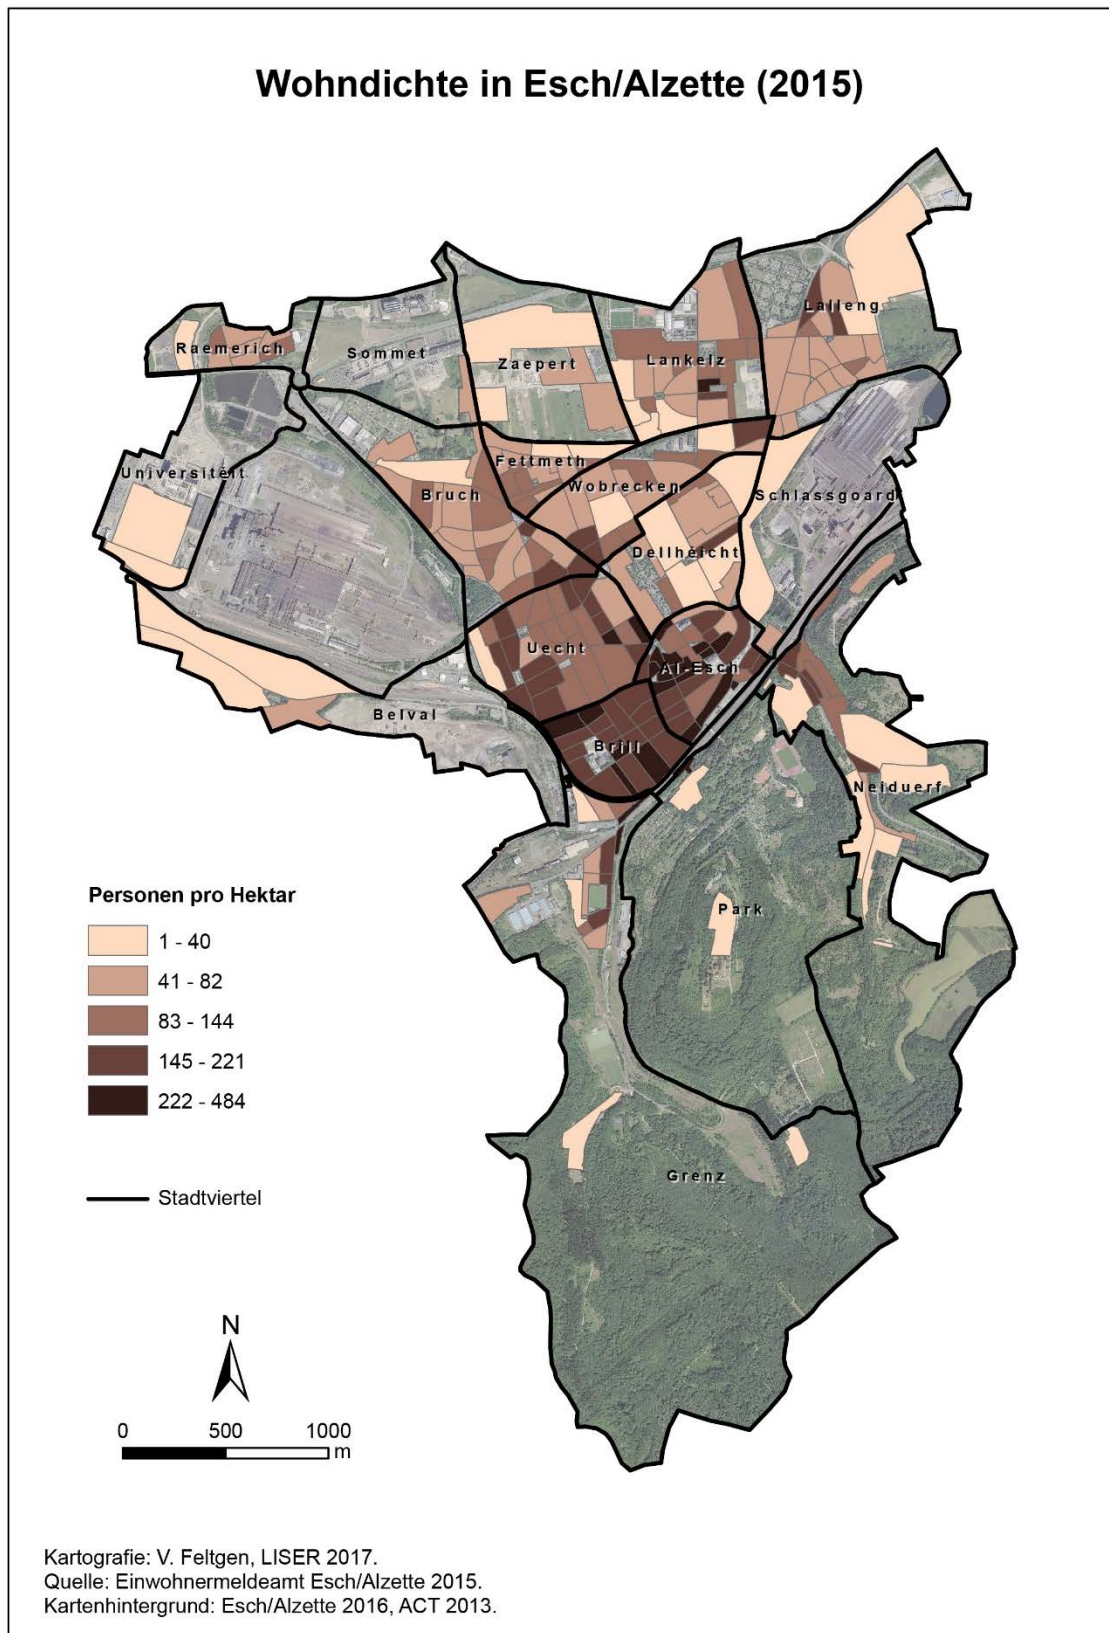 Wohndichte in Esch/Alzette (2015)
Lalleng
Raemerich
Sommet
Zaepert
Lankelz
Universitéit
Fettmeth
Bruch
Wobrecken
Schlassgoard
Dellhéicht
Uecht
Al-Esch
Belval
Brill
Neiduerf
Park
Grenz
Personen pro Hektar
1 - 40
41 - 82
83 - 144
145 - 221
222 - 484
Stadtviertel
N
0 500 1000
m
Kartografie: V. Feltgen, LISER 2017.
Quelle: Einwohnermeldeamt Esch/Alzette 2015.
Kartenhintergrund: Esch/Alzette 2016, ACT 2013.